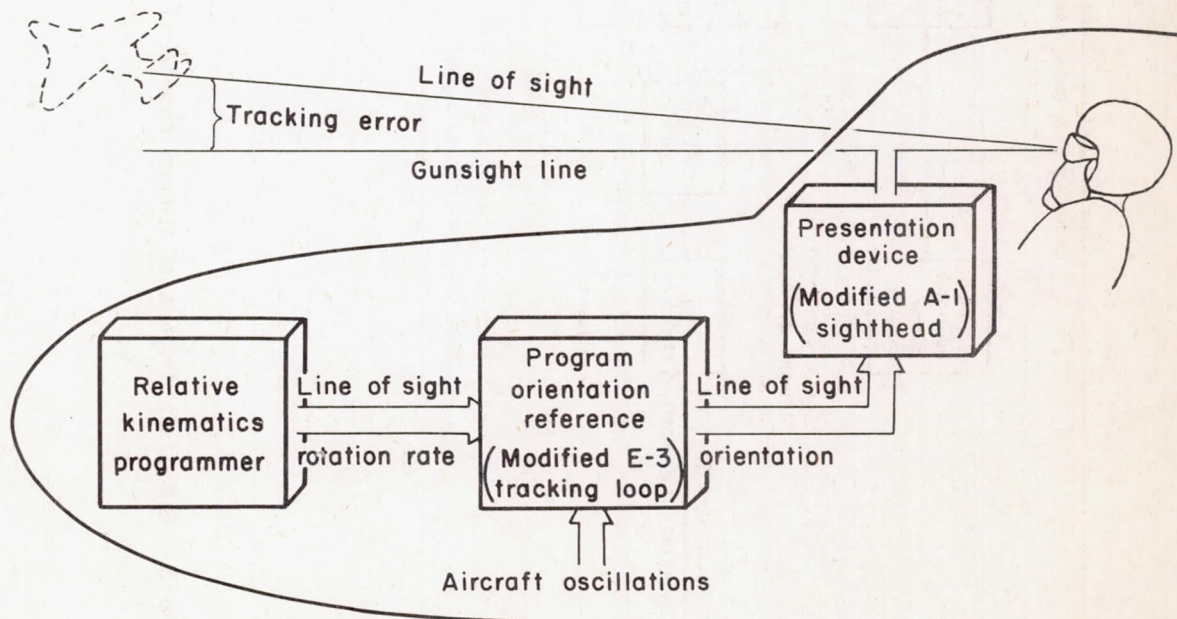 Line of sight
Tracking error
Gunsight line
Presentation
device
(Modified A-1)
sighthead
Relative
kinematics
programmer
Line of sight
rotation rate
Program
orientation
reference
(Modified E-3)
tracking loop
Line of sight
orientation
Aircraft oscillations